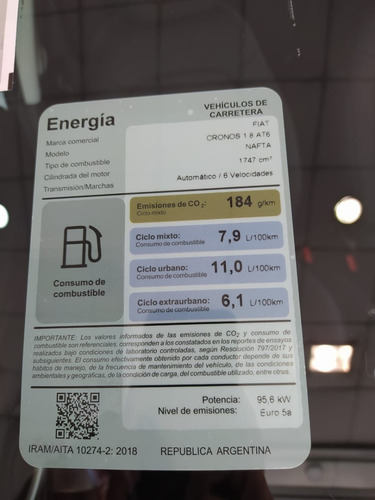 Energía
VEHÍCULOS DE
CARRETERA
Marca comercial FIAT
Modelo CRONOS 1.8 AT6
Tipo de combustible NAFTA
Cilindrada del motor 1747 cm³
Transmisión/Marchas Automático / 6 Velocidades
Consumo de
combustible
Emisiones de CO₂: 184 g/km
Ciclo mixto
Ciclo mixto: 7,9 L/100km
Consumo de combustible
Ciclo urbano: 11,0 L/100km
Consumo de combustible
Ciclo extraurbano: 6,1 L/100km
Consumo de combustible
IMPORTANTE: Los valores informados de las emisiones de CO2 y consumo de
combustible son referenciales, corresponden a los constatados en los reportes de ensayos
realizados bajo condiciones de laboratorio controladas, según Resolución 797/2017 y
subsiguientes. El consumo efectivamente obtenido por cada conductor depende de sus
hábitos de manejo, de la frecuencia de mantenimiento del vehículo, de las condiciones
ambientales y geográficas, de la condición de carga, del combustible utilizado, entre otros.
Potencia: 95,6 kW
Nivel de emisiones: Euro 5a
IRAM/AITA 10274-2: 2018 REPUBLICA ARGENTINA